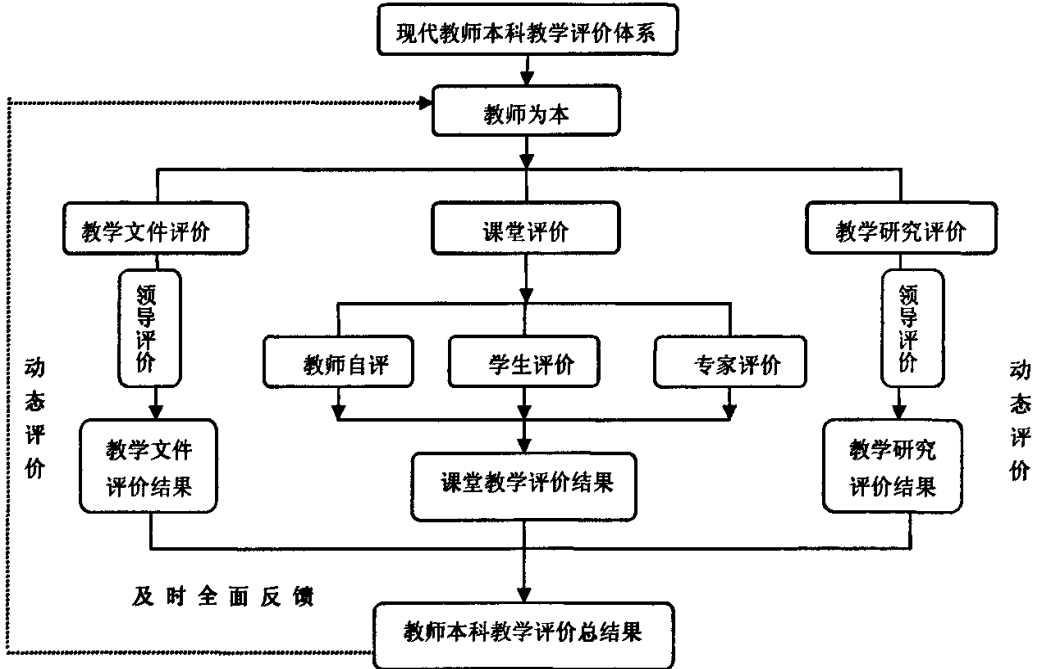 现代教师本科教学评价体系
教师为本
教学文件评价
课堂评价
教学研究评价
领导评价
领导评价
教师自评
学生评价
专家评价
动态评价
动态评价
教学文件
评价结果
课堂教学评价结果
教学研究
评价结果
及时全面反馈
教师本科教学评价总结果